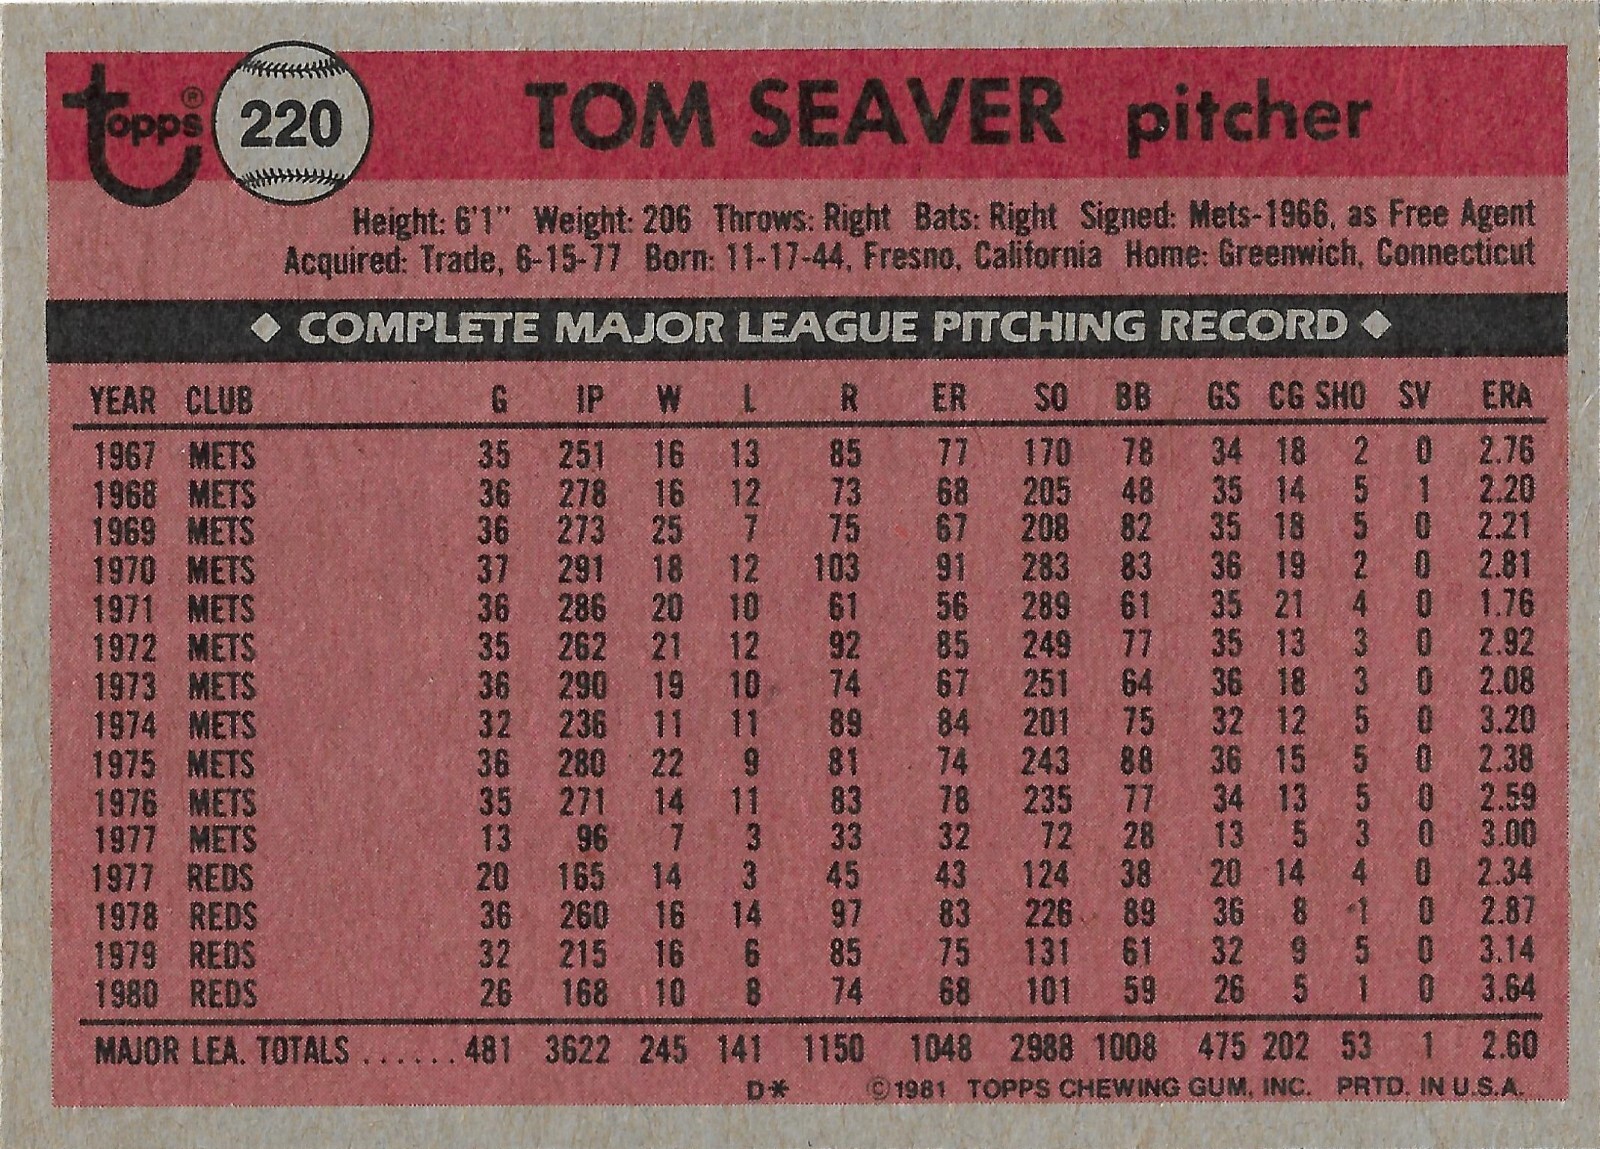 Topps® 220 TOM SEAVER pitcher
Height: 6'1" Weight: 206 Throws: Right Bats: Right Signed: Mets-1966, as Free Agent
Acquired: Trade, 6-15-77 Born: 11-17-44, Fresno, California Home: Greenwich, Connecticut
◆ COMPLETE MAJOR LEAGUE PITCHING RECORD ◆
YEAR CLUB G IP W L R ER SO BB GS CG SHO SV ERA
1967 METS 35 251 16 13 85 77 170 78 34 18 2 0 2.76
1968 METS 36 278 16 12 73 68 205 48 35 14 5 1 2.20
1969 METS 36 273 25 7 75 67 208 82 35 18 5 0 2.21
1970 METS 37 291 18 12 103 91 283 83 36 19 2 0 2.81
1971 METS 36 286 20 10 61 56 289 61 35 21 4 0 1.76
1972 METS 35 262 21 12 92 85 249 77 35 13 3 0 2.92
1973 METS 36 290 19 10 74 67 251 64 36 18 3 0 2.08
1974 METS 32 236 11 11 89 84 201 75 32 12 5 0 3.20
1975 METS 36 280 22 9 81 74 243 88 36 15 5 0 2.38
1976 METS 35 271 14 11 83 78 235 77 34 13 5 0 2.59
1977 METS 13 96 7 3 33 32 72 28 13 5 3 0 3.00
1977 REDS 20 165 14 3 45 43 124 38 20 14 4 0 2.34
1978 REDS 36 260 16 14 97 83 226 89 36 8 1 0 2.87
1979 REDS 32 215 16 6 85 75 131 61 32 9 5 0 3.14
1980 REDS 26 168 10 8 74 68 101 59 26 5 1 0 3.64
MAJOR LEA. TOTALS ......481 3622 245 141 1150 1048 2988 1008 475 202 53 1 2.60
D* ©1981 TOPPS CHEWING GUM, INC. PRTD. IN U.S.A.